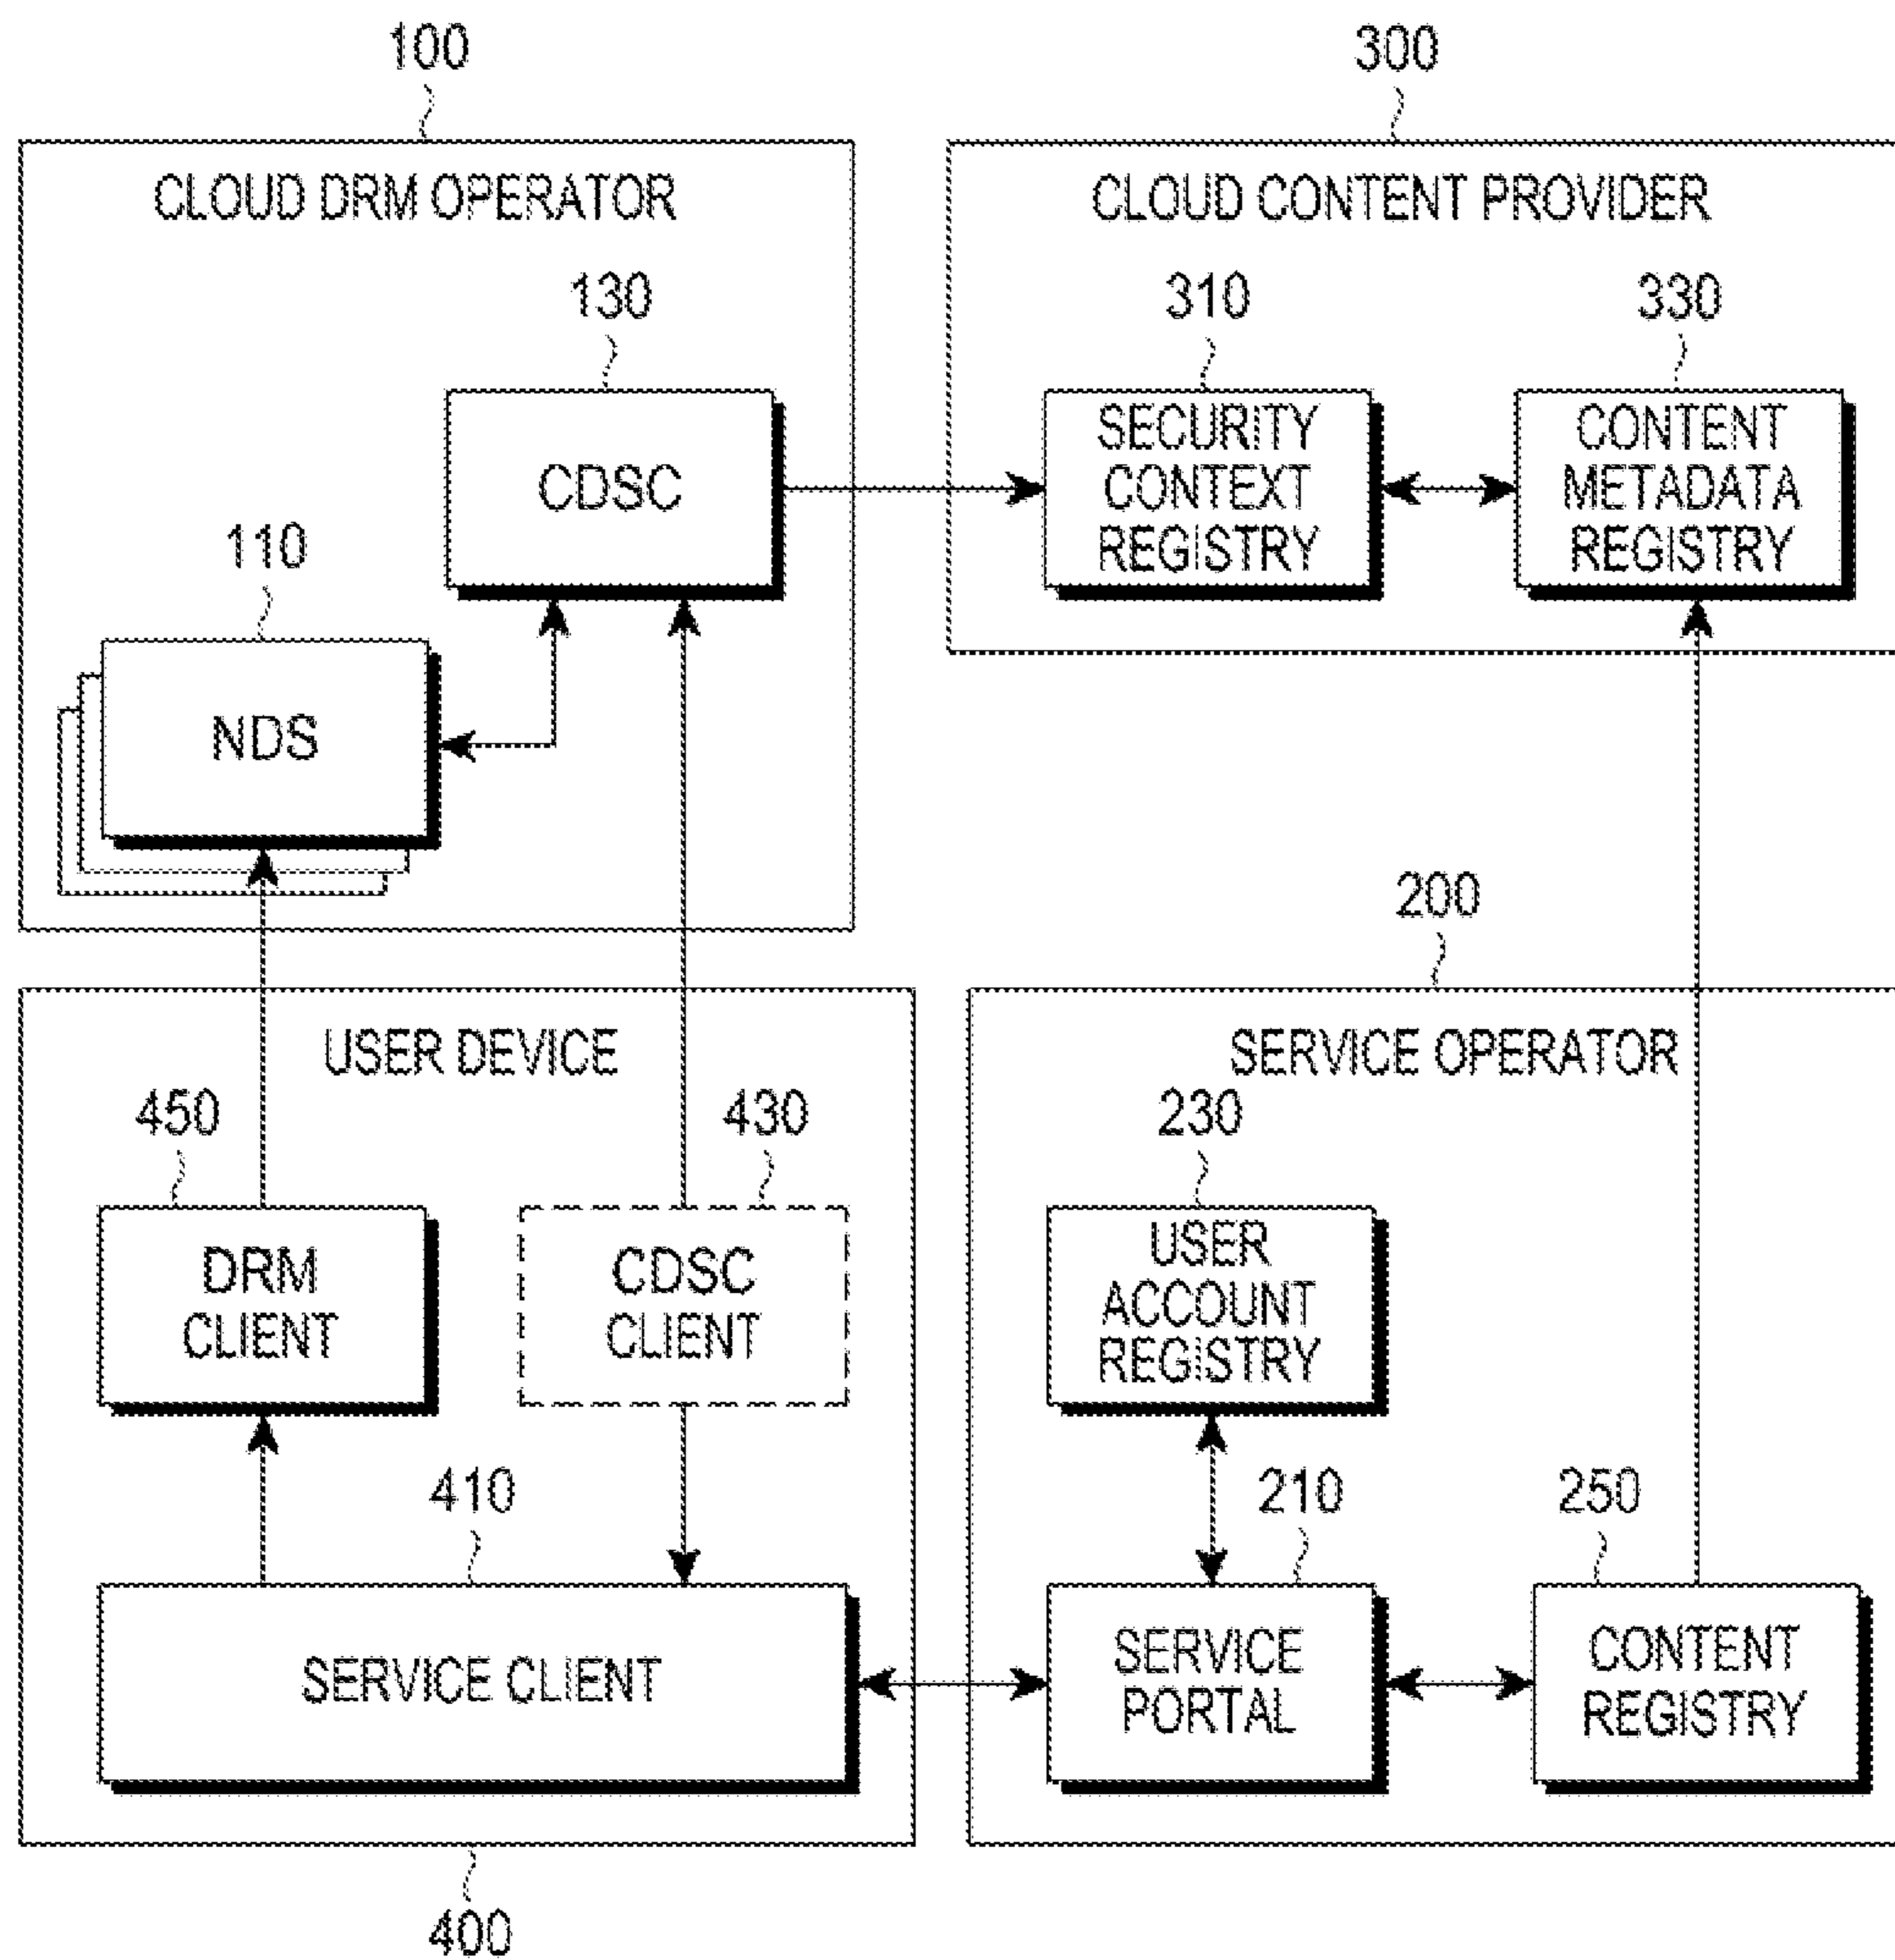 100
300
CLOUD DRM OPERATOR
CLOUD CONTENT PROVIDER
130
310
330
CDSC
SECURITY
CONTEXT
REGISTRY
CONTENT
METADATA
REGISTRY
110
NDS
200
USER DEVICE
SERVICE OPERATOR
450
430
230
DRM
CLIENT
CDSC
CLIENT
USER
ACCOUNT
REGISTRY
410
210
250
SERVICE CLIENT
SERVICE
PORTAL
CONTENT
REGISTRY
400